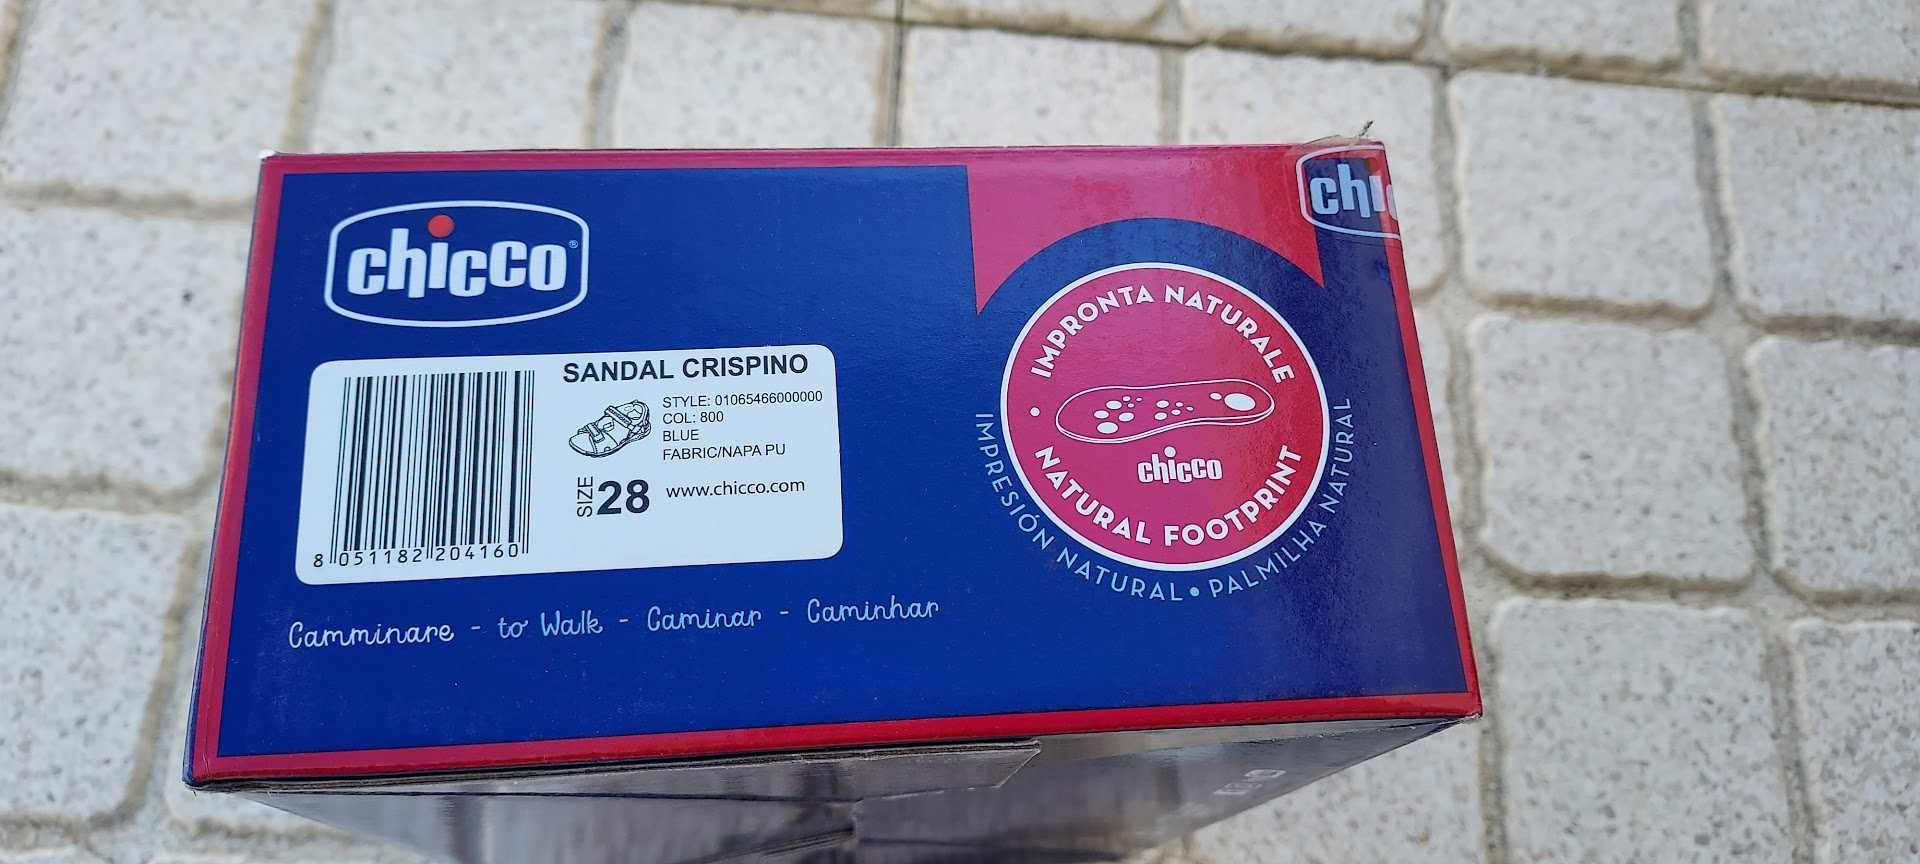 chicco®
chi
SANDAL CRISPINO
STYLE: 01065466000000
COL: 800
BLUE
FABRIC/NAPA PU
SIZE 28
www.chicco.com
8 051182 204160
Camminare - to Walk - Caminar - Caminhar
IMPRONTA NATURALE
chicco
• NATURAL FOOTPRINT
IMPRESIÓN NATURAL • PALMILHA NATURAL